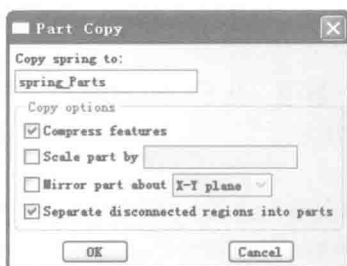 Part Copy
Copy spring to:
spring_Parts
Copy options
Compress features
Scale part by
Mirror part about X-Y plane
Separate disconnected regions into parts
OK Cancel